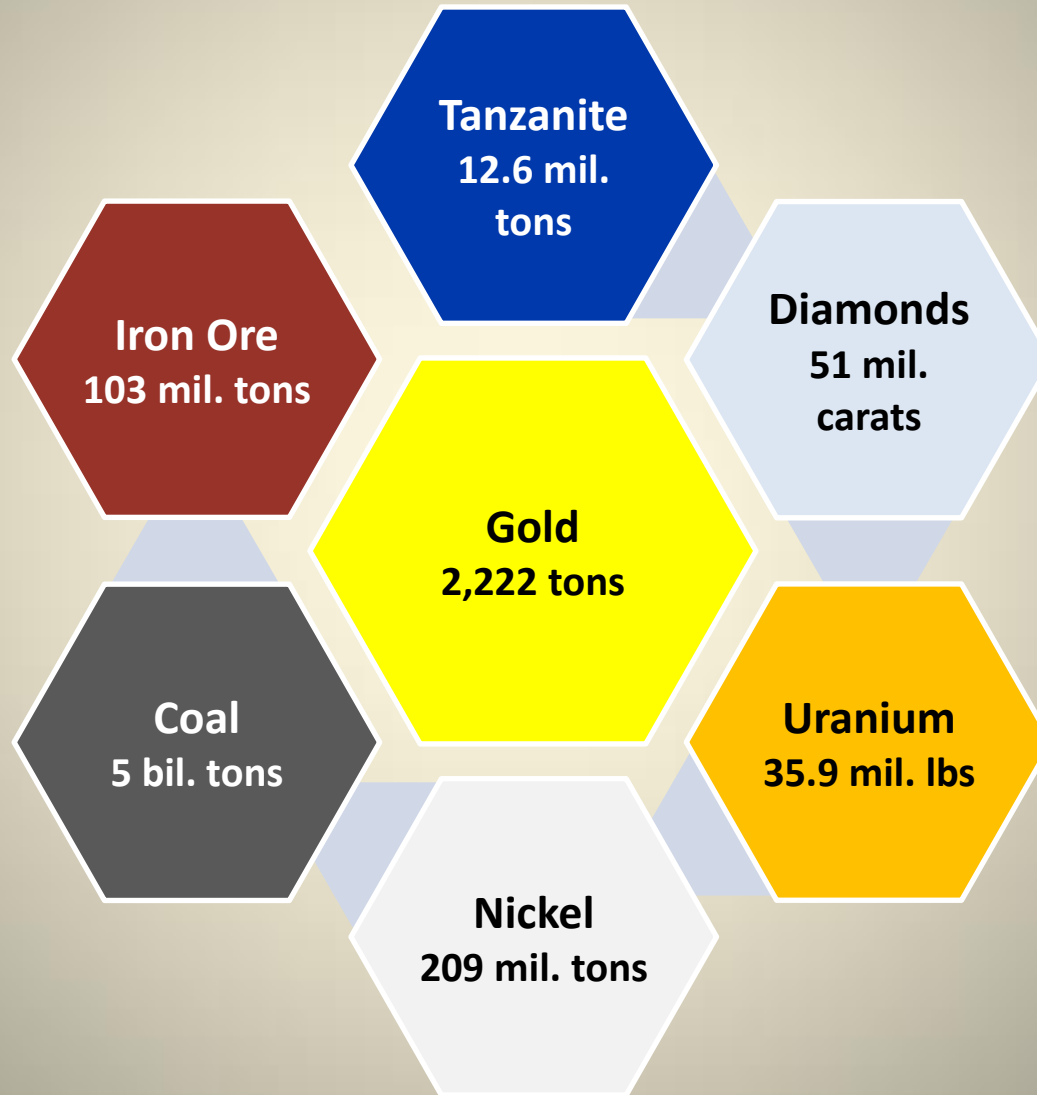 Tanzanite
12.6 mil.
tons
Iron Ore
103 mil. tons
Diamonds
51 mil.
carats
Gold
2,222 tons
Coal
5 bil. tons
Uranium
35.9 mil. lbs
Nickel
209 mil. tons